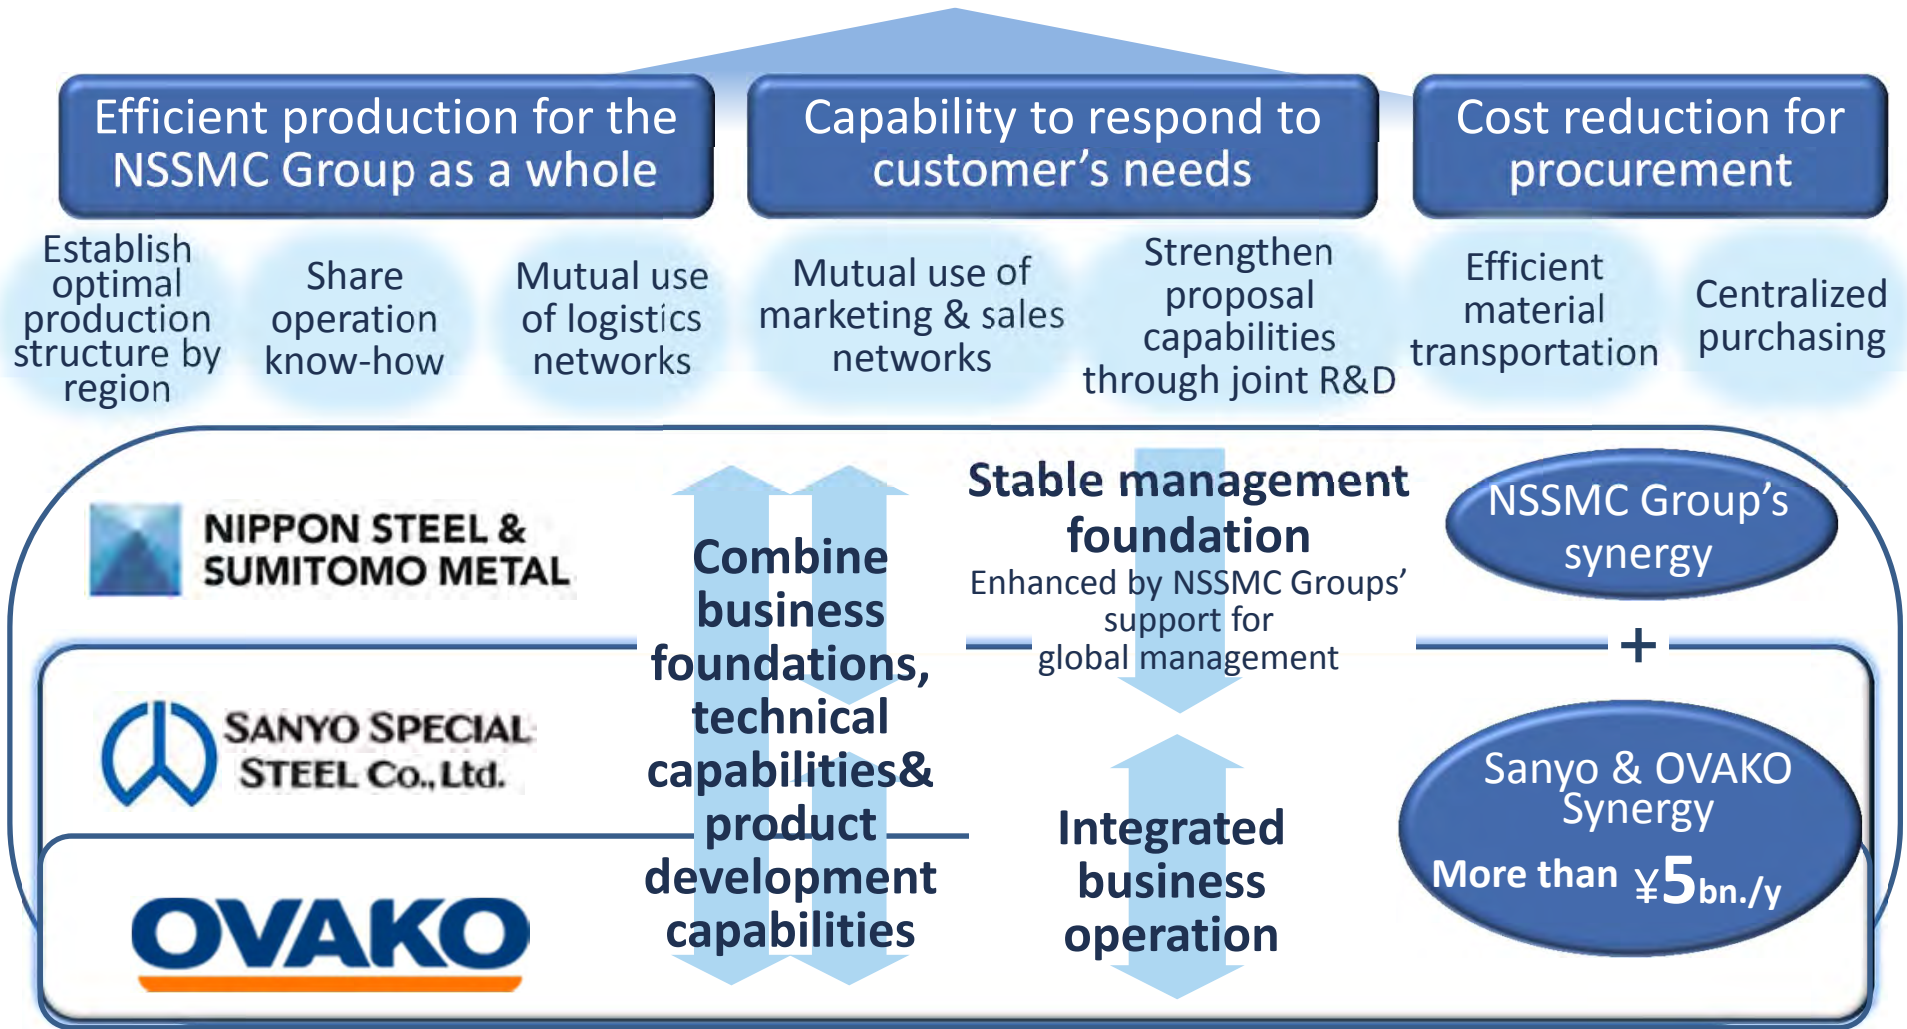 Efficient production for the
NSSMC Group as a whole
Capability to respond to
customer's needs
Cost reduction for
procurement
Establish
optimal
production
structure by
region
Share
operation
know-how
Mutual use
of logistics
networks
Mutual use of
marketing & sales
networks
Strengthen
proposal
capabilities
through joint R&D
Efficient
material
transportation
Centralized
purchasing
NIPPON STEEL &
SUMITOMO METAL
SANYO SPECIAL
STEEL Co., Ltd.
OVAKO
Combine
business
foundations,
technical
capabilities&
product
development
capabilities
Stable management
foundation
Enhanced by NSSMC Groups'
support for
global management
Integrated
business
operation
NSSMC Group's
synergy
+
Sanyo & OVAKO
Synergy
More than ¥5bn./y